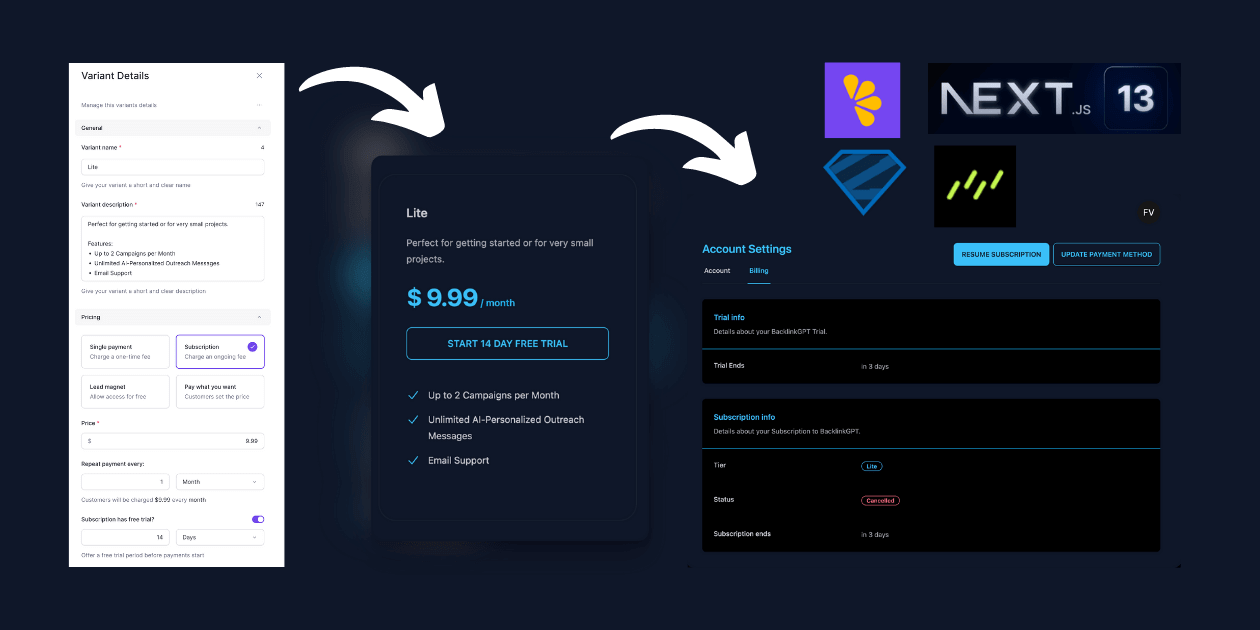 Variant Details
Manage this variants details
General
Variant name *
4
Lite
Give your variant a short and clear name
Variant description *
147
Perfect for getting started or for very small projects.
Features:
• Up to 2 Campaigns per Month
• Unlimited AI-Personalized Outreach Messages
• Email Support
Give your variant a short and clear description
Pricing
Single payment
Charge a one-time fee
Subscription
Charge an ongoing fee
Lead magnet
Allow access for free
Pay what you want
Customers set the price
Price *
$
9.99
Repeat payment every:
1
Month
Customers will be charged $9.99 every month
Subscription has free trial?
14
Days
Offer a free trial period before payments start
Lite
Perfect for getting started or for very small
projects.
$ 9.99 / month
START 14 DAY FREE TRIAL
Up to 2 Campaigns per Month
Unlimited AI-Personalized Outreach
Messages
Email Support
NEXT.JS 13
FV
Account Settings
RESUME SUBSCRIPTION
UPDATE PAYMENT METHOD
Account
Billing
Trial info
Details about your BacklinkGPT Trial.
Trial Ends
in 3 days
Subscription info
Details about your Subscription to BacklinkGPT.
Tier
Lite
Status
Cancelled
Subscription ends
in 3 days